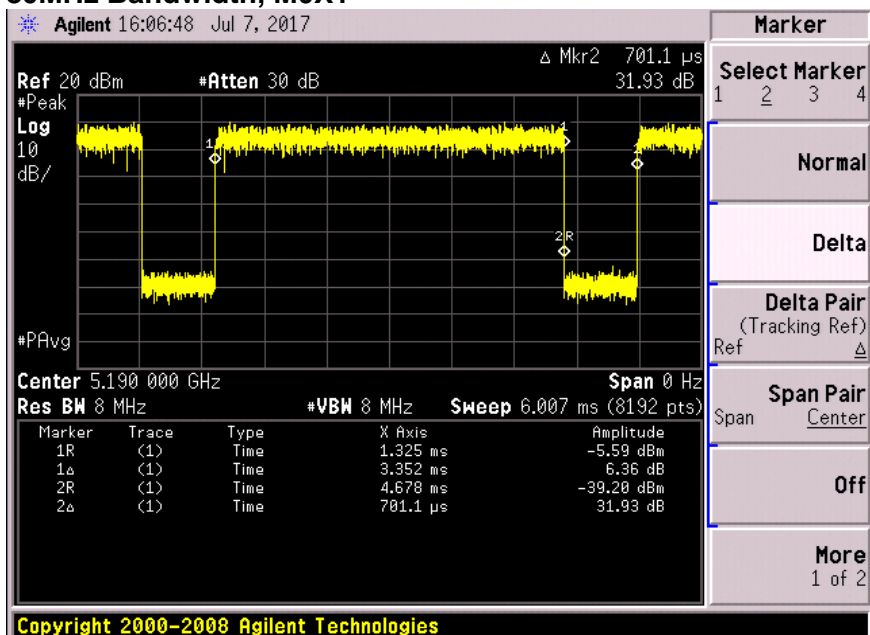 Agilent 16:06:48 Jul 7, 2017
Δ Mkr2 701.1 µs
Ref 20 dBm #Atten 30 dB 31.93 dB
#Peak
Log
10
dB/
1
1
2
2R
#PAvg
Center 5.190 000 GHz Span 0 Hz
Res BW 8 MHz #VBW 8 MHz Sweep 6.007 ms (8192 pts)
Marker Trace Type X Axis Amplitude
1R (1) Time 1.325 ms -5.59 dBm
1Δ (1) Time 3.352 ms 6.36 dB
2R (1) Time 4.678 ms -39.20 dBm
2Δ (1) Time 701.1 µs 31.93 dB
Copyright 2000-2008 Agilent Technologies
Marker
Select Marker
1 2 3 4
Normal
Delta
Delta Pair
(Tracking Ref)
Ref Δ
Span Pair
Span Center
Off
More
1 of 2